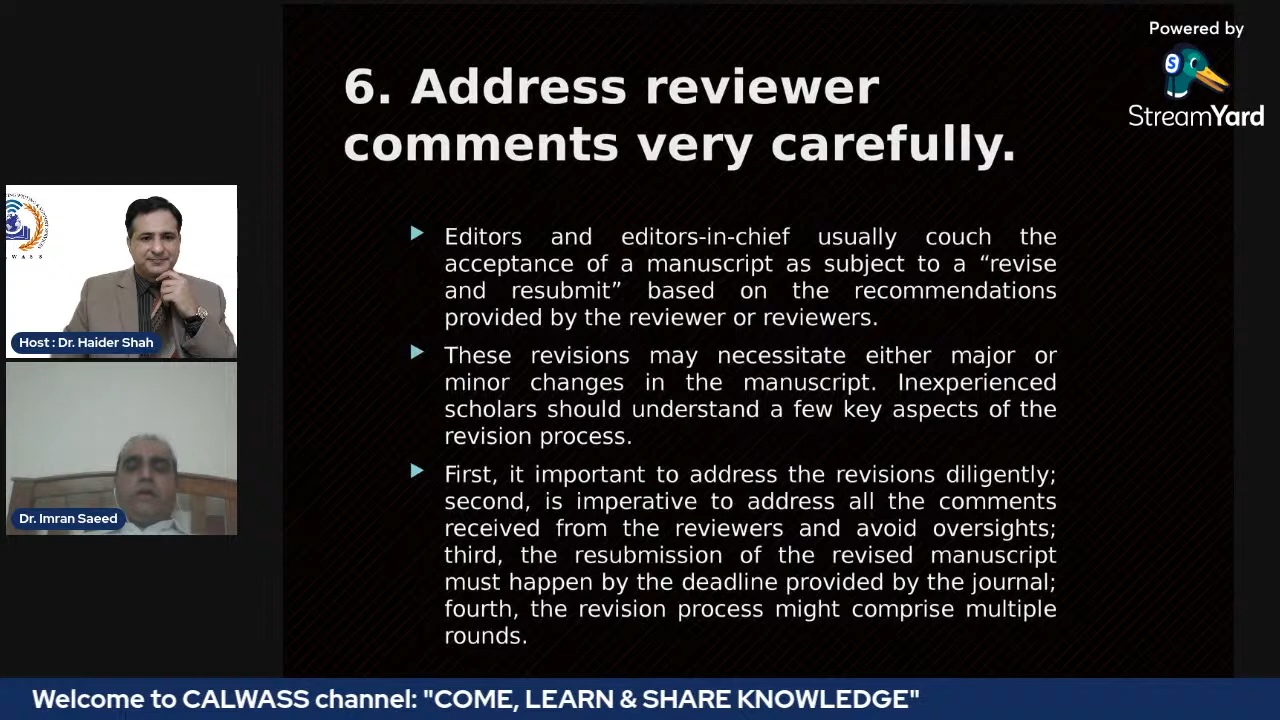 Powered by
StreamYard
6. Address reviewer
comments very carefully.
Editors and editors-in-chief usually couch the
acceptance of a manuscript as subject to a “revise
and resubmit” based on the recommendations
provided by the reviewer or reviewers.
These revisions may necessitate either major or
minor changes in the manuscript. Inexperienced
scholars should understand a few key aspects of the
revision process.
First, it important to address the revisions diligently;
second, is imperative to address all the comments
received from the reviewers and avoid oversights;
third, the resubmission of the revised manuscript
must happen by the deadline provided by the journal;
fourth, the revision process might comprise multiple
rounds.
Host : Dr. Haider Shah
Dr. Imran Saeed
Welcome to CALWASS channel: "COME, LEARN & SHARE KNOWLEDGE"